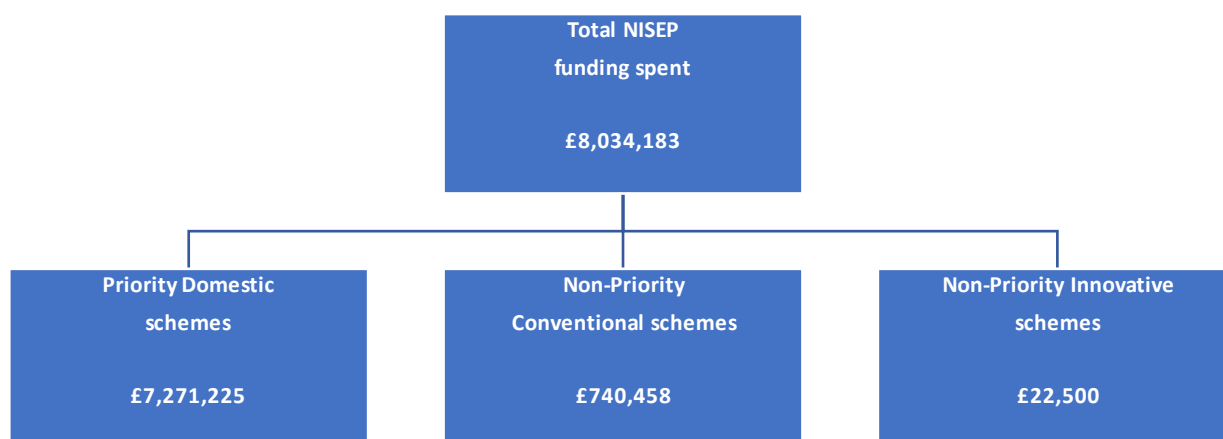 Total NISEP
funding spent
£8,034,183
Priority Domestic
schemes
£7,271,225
Non-Priority
Conventional schemes
£740,458
Non-Priority Innovative
schemes
£22,500